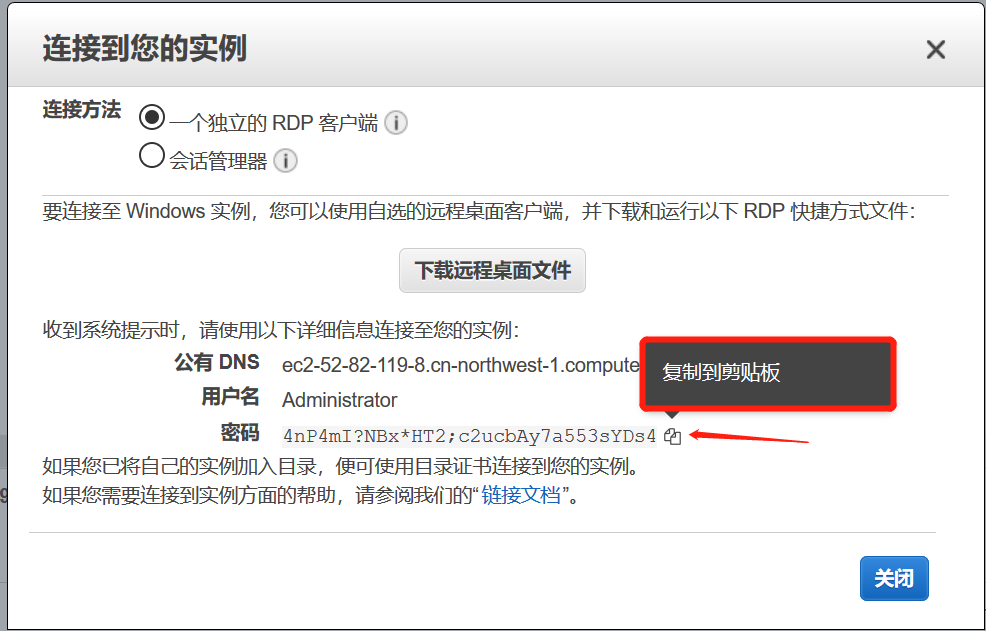 连接到您的实例
连接方法
一个独立的 RDP 客户端
会话管理器
要连接至 Windows 实例，您可以使用自选的远程桌面客户端，并下载和运行以下 RDP 快捷方式文件：
下载远程桌面文件
收到系统提示时，请使用以下详细信息连接至您的实例：
公有 DNS ec2-52-82-119-8.cn-northwest-1.compute
复制到剪贴板
用户名 Administrator
密码 4nP4mI?NBx*HT2;c2ucbAy7a553sYDs4
如果您已将自己的实例加入目录，便可使用目录证书连接到您的实例。
如果您需要连接到实例方面的帮助，请参阅我们的“链接文档”。
关闭